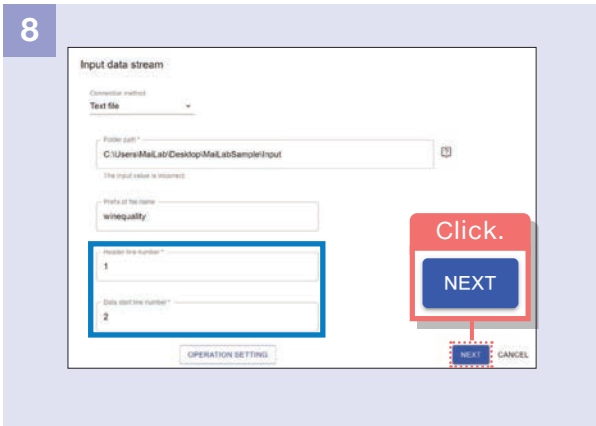 8
Input data stream
Connection method
Text file
Folder path *
C:\Users\MaiLab\Desktop\MaiLabSample\Input
The input value is incorrect.
Prefix of file name
winequality
Header line number *
1
Data start line number *
2
Click.
NEXT
OPERATION SETTING
NEXT CANCEL